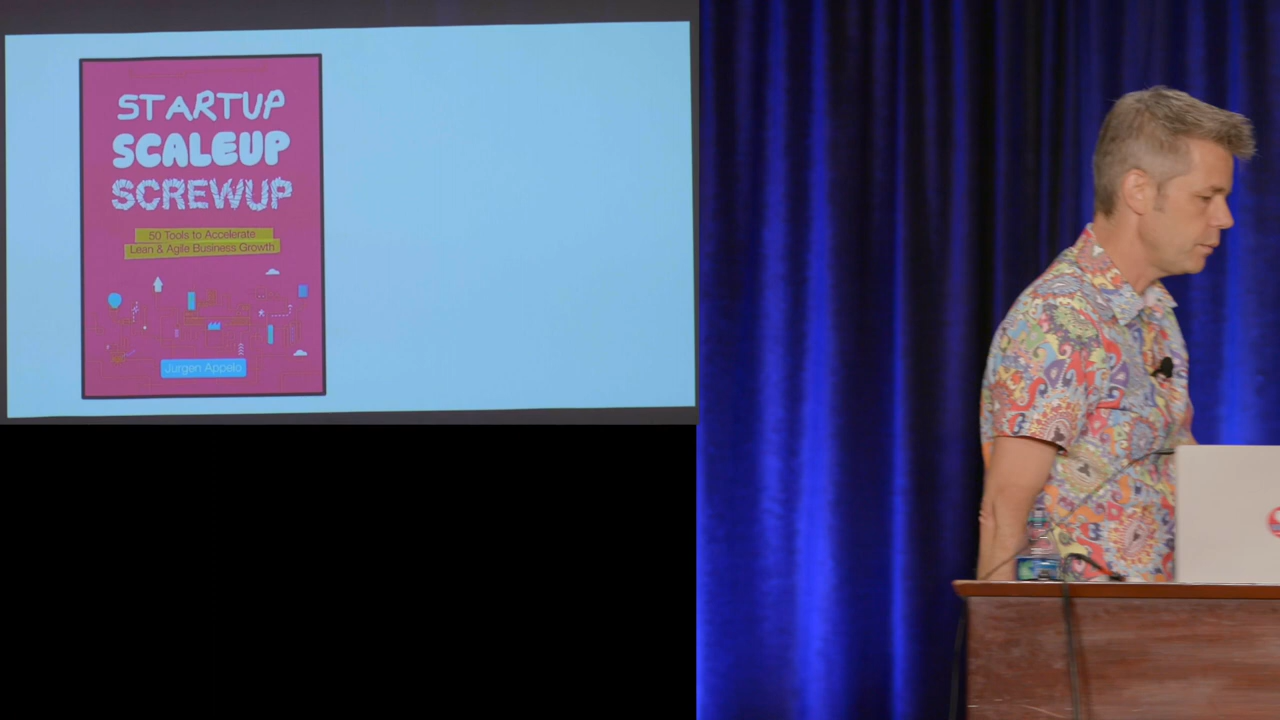 STARTUP
SCALEUP
SCREWUP
50 Tools to Accelerate
Lean & Agile Business Growth
Jurgen Appelo